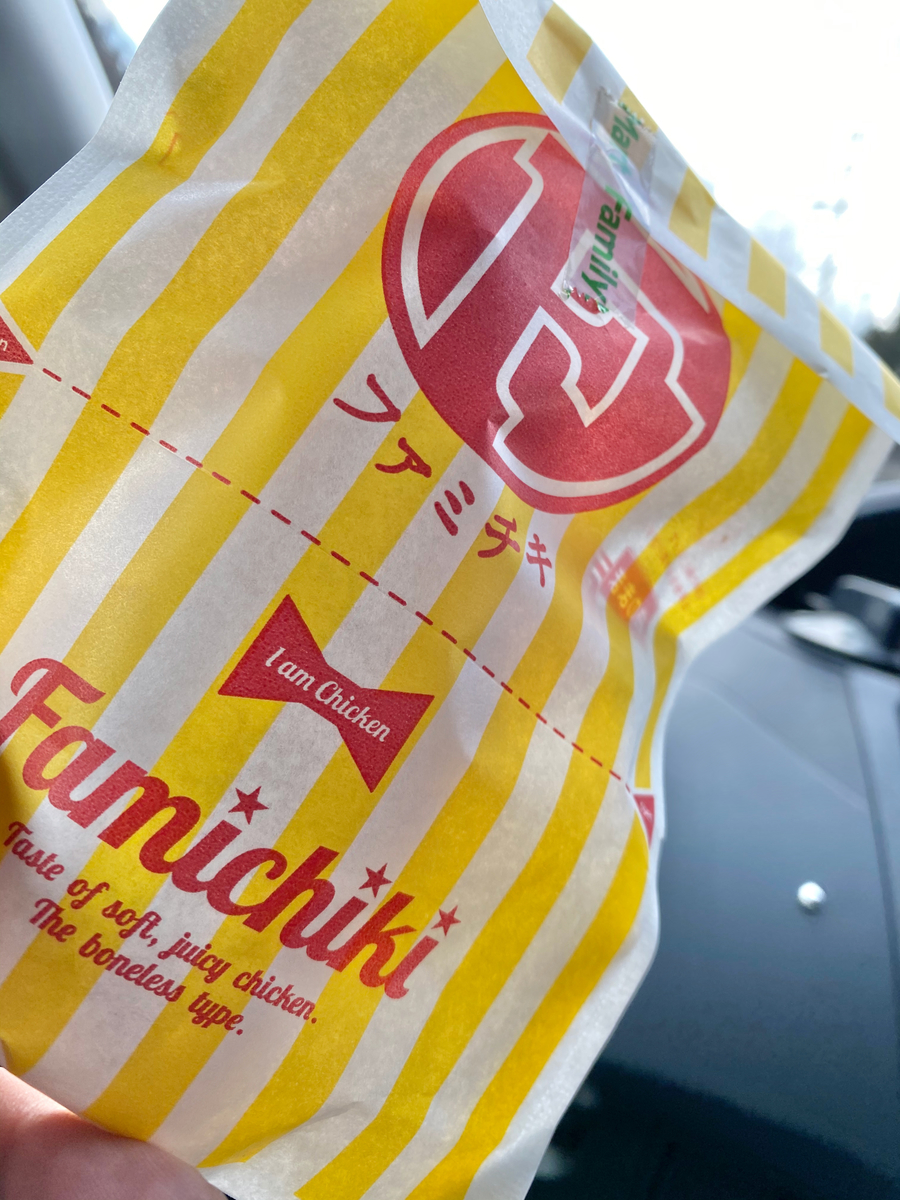 Family
ファミチキ
I am Chicken
Famichiki
Taste of soft, juicy chicken.
The boneless type.